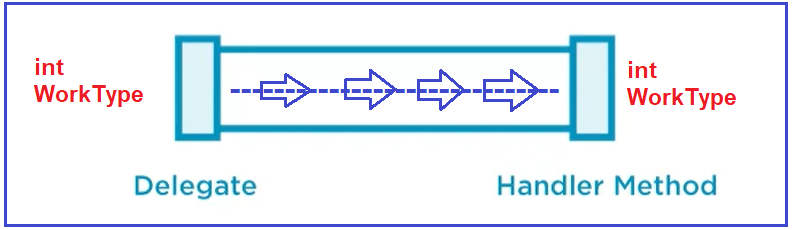 int
WorkType
int
WorkType
Delegate
Handler Method